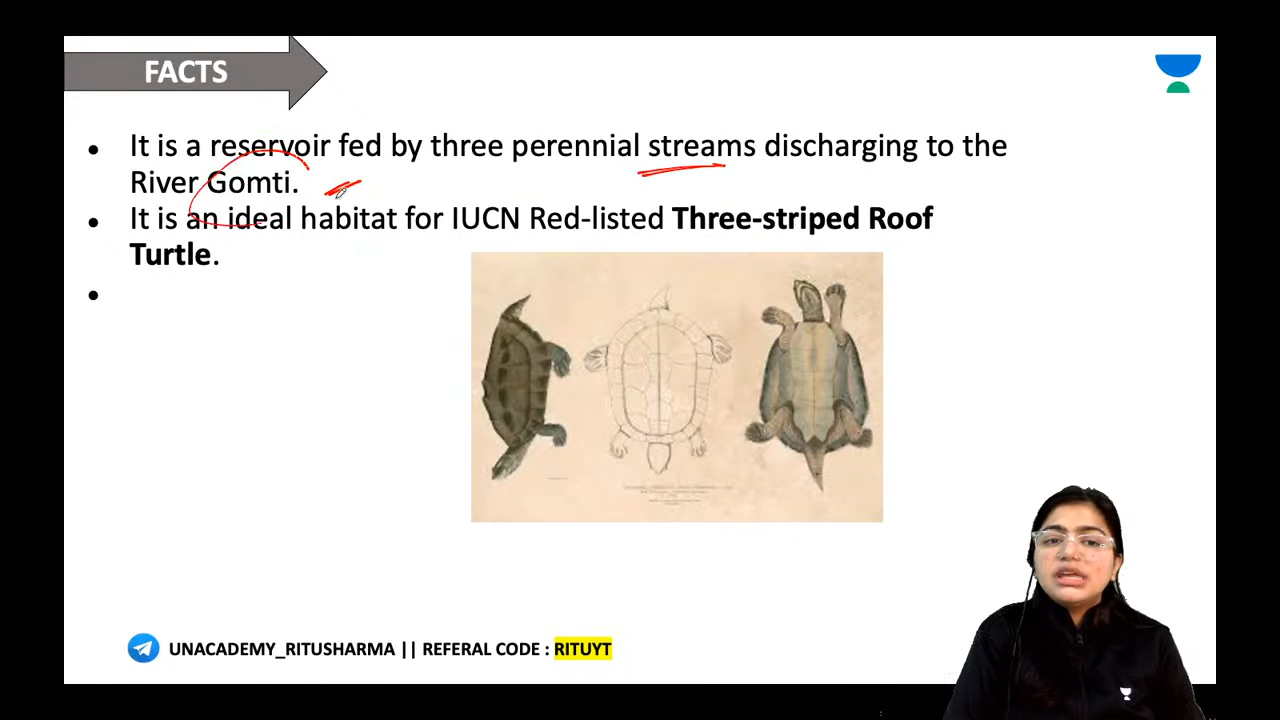 FACTS
It is a reservoir fed by three perennial streams discharging to the
River Gomti.
It is an ideal habitat for IUCN Red-listed Three-striped Roof
Turtle.
UNACADEMY_RITUSHARMA || REFERAL CODE : RITUYT